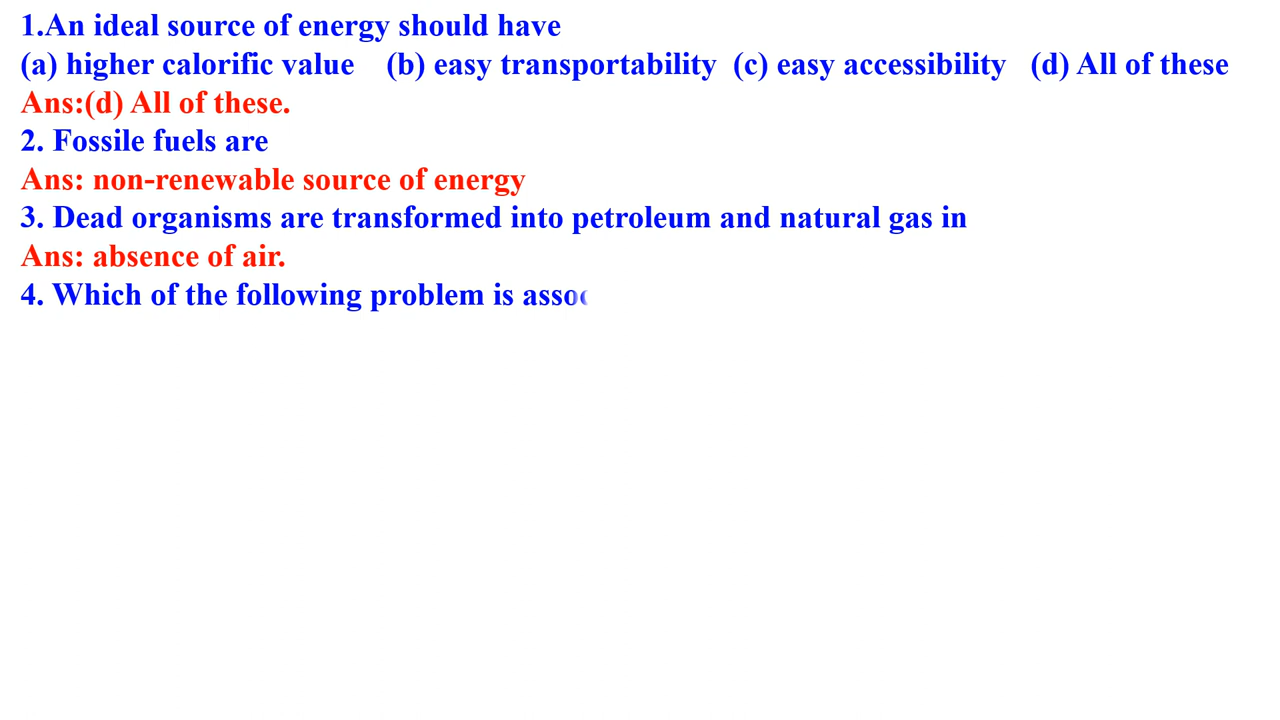 1.An ideal source of energy should have
(a) higher calorific value (b) easy transportability (c) easy accessibility (d) All of these
Ans:(d) All of these.
2. Fossile fuels are
Ans: non-renewable source of energy
3. Dead organisms are transformed into petroleum and natural gas in
Ans: absence of air.
4. Which of the following problem is